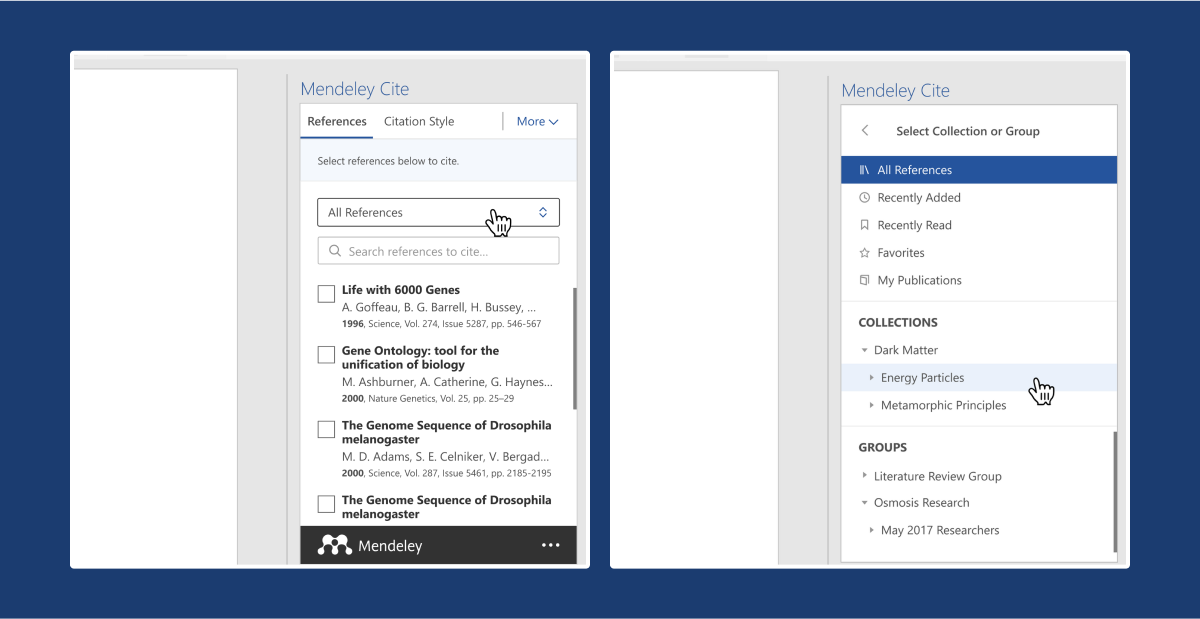 Mendeley Cite
References Citation Style More
Select references below to cite.
All References
Search references to cite...
Life with 6000 Genes
A. Goffeau, B. G. Barrell, H. Bussey, ...
1996, Science, Vol. 274, Issue 5287, pp. 546-567
Gene Ontology: tool for the
unification of biology
M. Ashburner, A. Catherine, G. Haynes...
2000, Nature Genetics, Vol. 25, pp. 25–29
The Genome Sequence of Drosophila
melanogaster
M. D. Adams, S. E. Celniker, V. Bergad...
2000, Science, Vol. 287, Issue 5461, pp. 2185-2195
The Genome Sequence of Drosophila
melanogaster
Mendeley
Mendeley Cite
Select Collection or Group
All References
Recently Added
Recently Read
Favorites
My Publications
COLLECTIONS
Dark Matter
Energy Particles
Metamorphic Principles
GROUPS
Literature Review Group
Osmosis Research
May 2017 Researchers